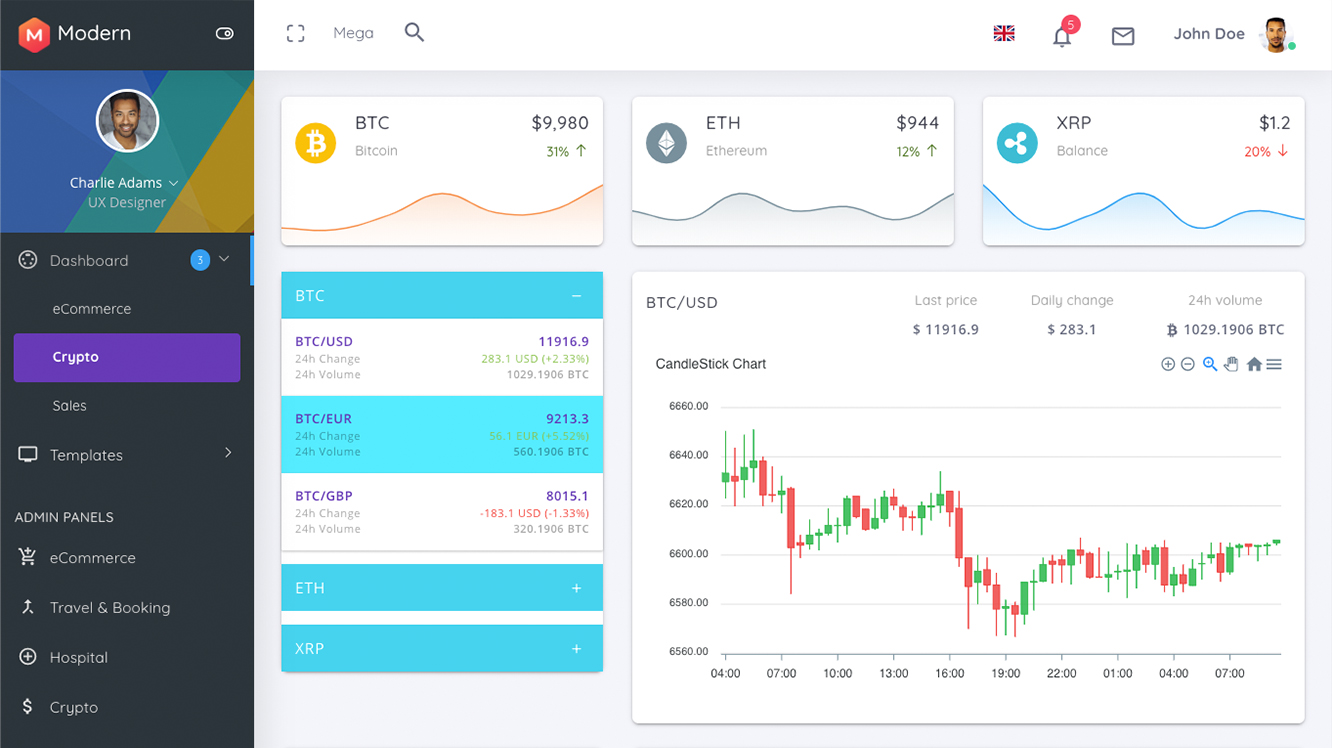 M Modern
Mega
5
John Doe
Charlie Adams
UX Designer
Dashboard 3
eCommerce
Crypto
Sales
Templates
ADMIN PANELS
eCommerce
Travel & Booking
Hospital
Crypto
BTC $9,980
Bitcoin 31%
ETH $944
Ethereum 12%
XRP $1.2
Balance 20%
BTC
BTC/USD 11916.9
24h Change 283.1 USD (+2.33%)
24h Volume 1029.1906 BTC
BTC/EUR 9213.3
24h Change 56.1 EUR (+5.52%)
24h Volume 560.1906 BTC
BTC/GBP 8015.1
24h Change -183.1 USD (-1.33%)
24h Volume 320.1906 BTC
ETH
XRP
BTC/USD
Last price Daily change 24h volume
$ 11916.9 $ 283.1 1029.1906 BTC
CandleStick Chart
6660.00
6640.00
6620.00
6600.00
6580.00
6560.00
04:00 07:00 10:00 13:00 16:00 19:00 22:00 01:00 04:00 07:00